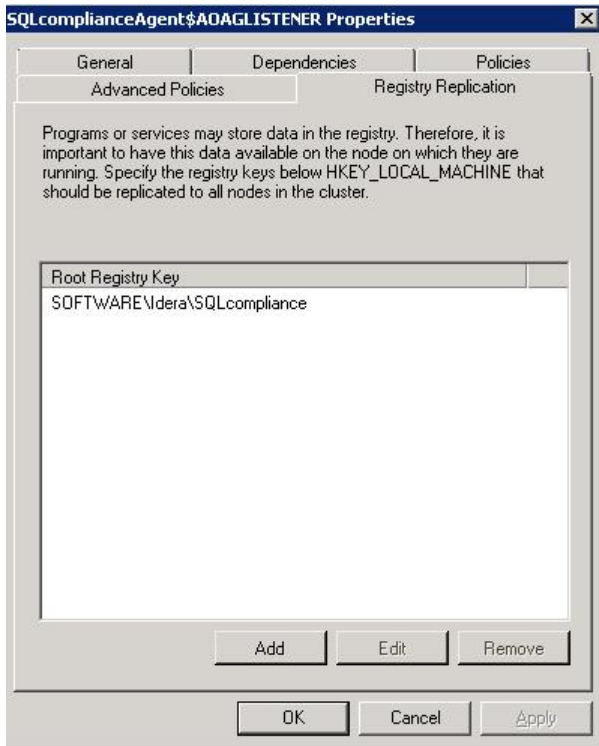 SQLcomplianceAgent$AOAGLISTENER Properties
General
Dependencies
Policies
Advanced Policies
Registry Replication
Programs or services may store data in the registry. Therefore, it is
important to have this data available on the node on which they are
running. Specify the registry keys below HKEY_LOCAL_MACHINE that
should be replicated to all nodes in the cluster.
Root Registry Key
SOFTWARE\Idera\SQLcompliance
Add
Edit
Remove
OK
Cancel
Apply